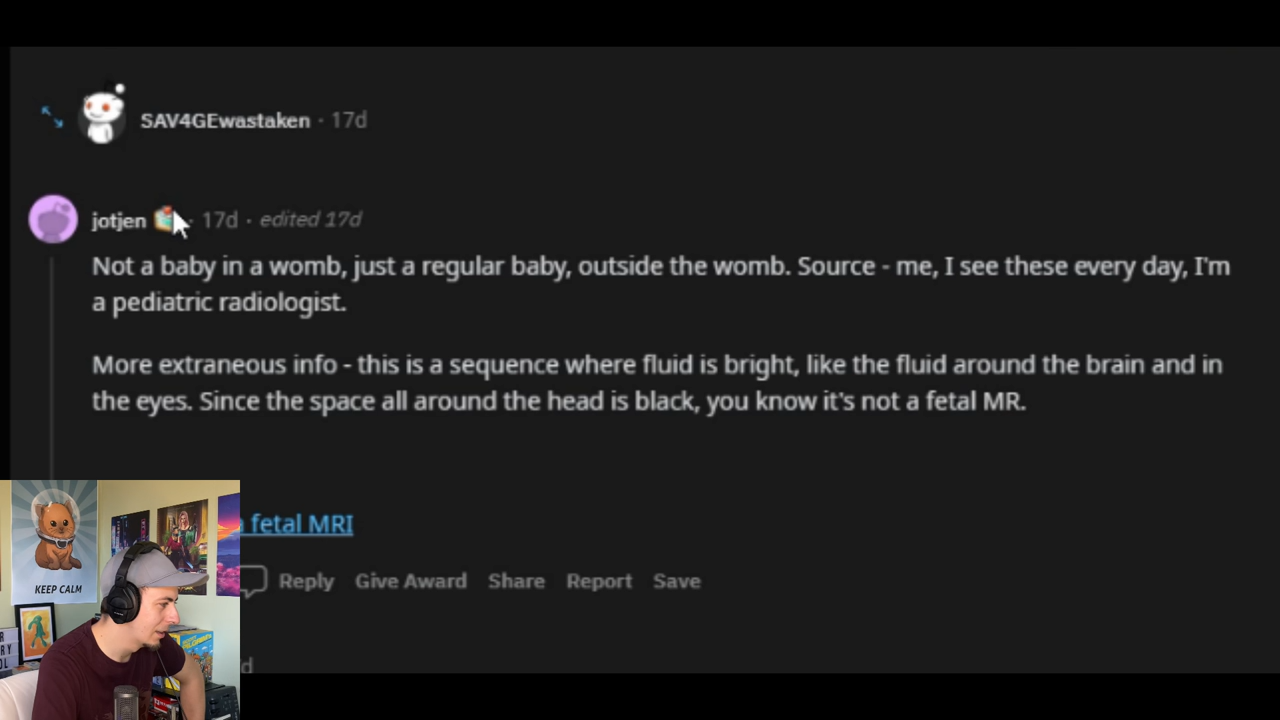 SAV4GEwastaken · 17d
jotjen · 17d · edited 17d
Not a baby in a womb, just a regular baby, outside the womb. Source - me, I see these every day, I'm
a pediatric radiologist.
More extraneous info - this is a sequence where fluid is bright, like the fluid around the brain and in
the eyes. Since the space all around the head is black, you know it's not a fetal MR.
fetal MRI
Reply Give Award Share Report Save
KEEP CALM